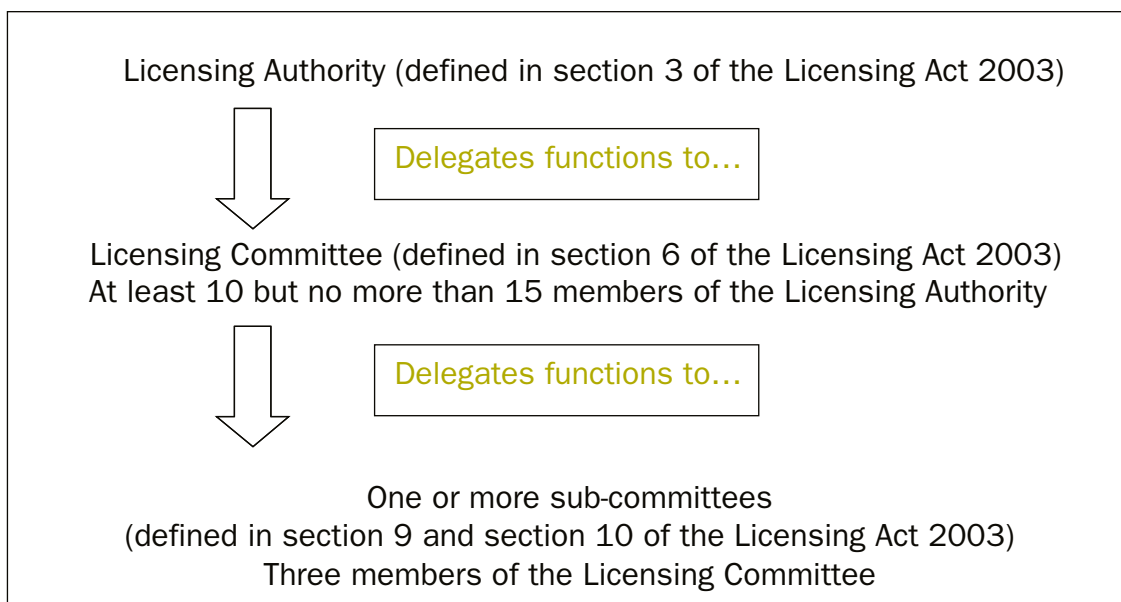 Licensing Authority (defined in section 3 of the Licensing Act 2003)
Delegates functions to…
Licensing Committee (defined in section 6 of the Licensing Act 2003)
At least 10 but no more than 15 members of the Licensing Authority
Delegates functions to…
One or more sub-committees
(defined in section 9 and section 10 of the Licensing Act 2003)
Three members of the Licensing Committee